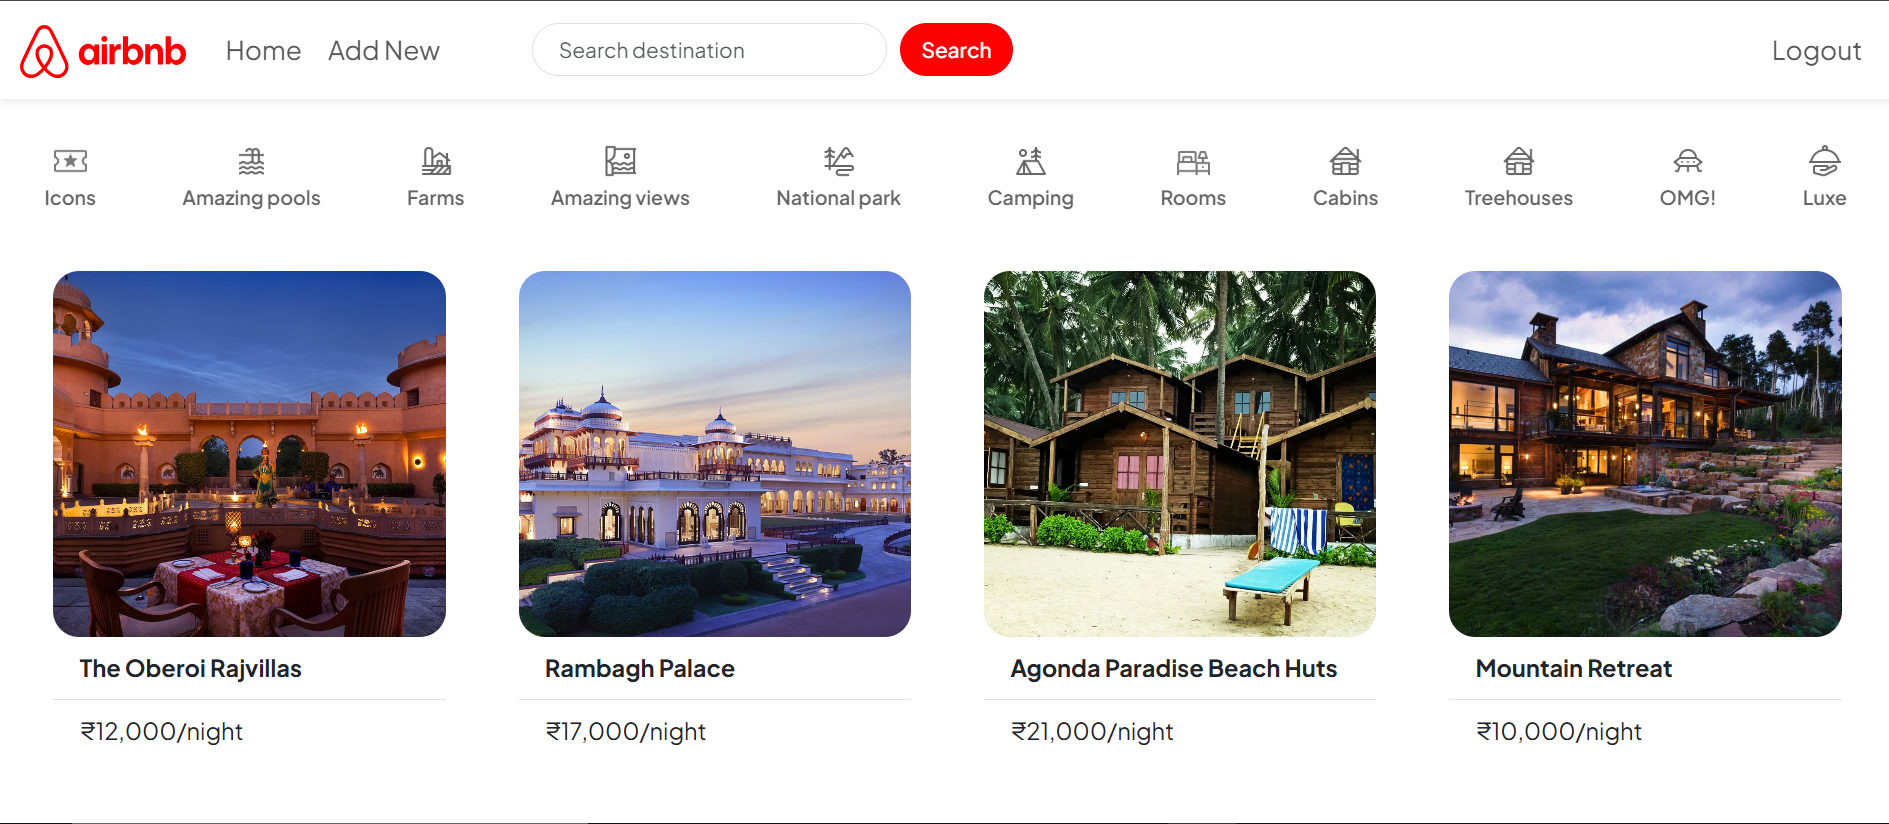 airbnb Home Add New Search destination Search Logout
Icons Amazing pools Farms Amazing views National park Camping Rooms Cabins Treehouses OMG! Luxe
The Oberoi Rajvillas Rambagh Palace Agonda Paradise Beach Huts Mountain Retreat
₹12,000/night ₹17,000/night ₹21,000/night ₹10,000/night